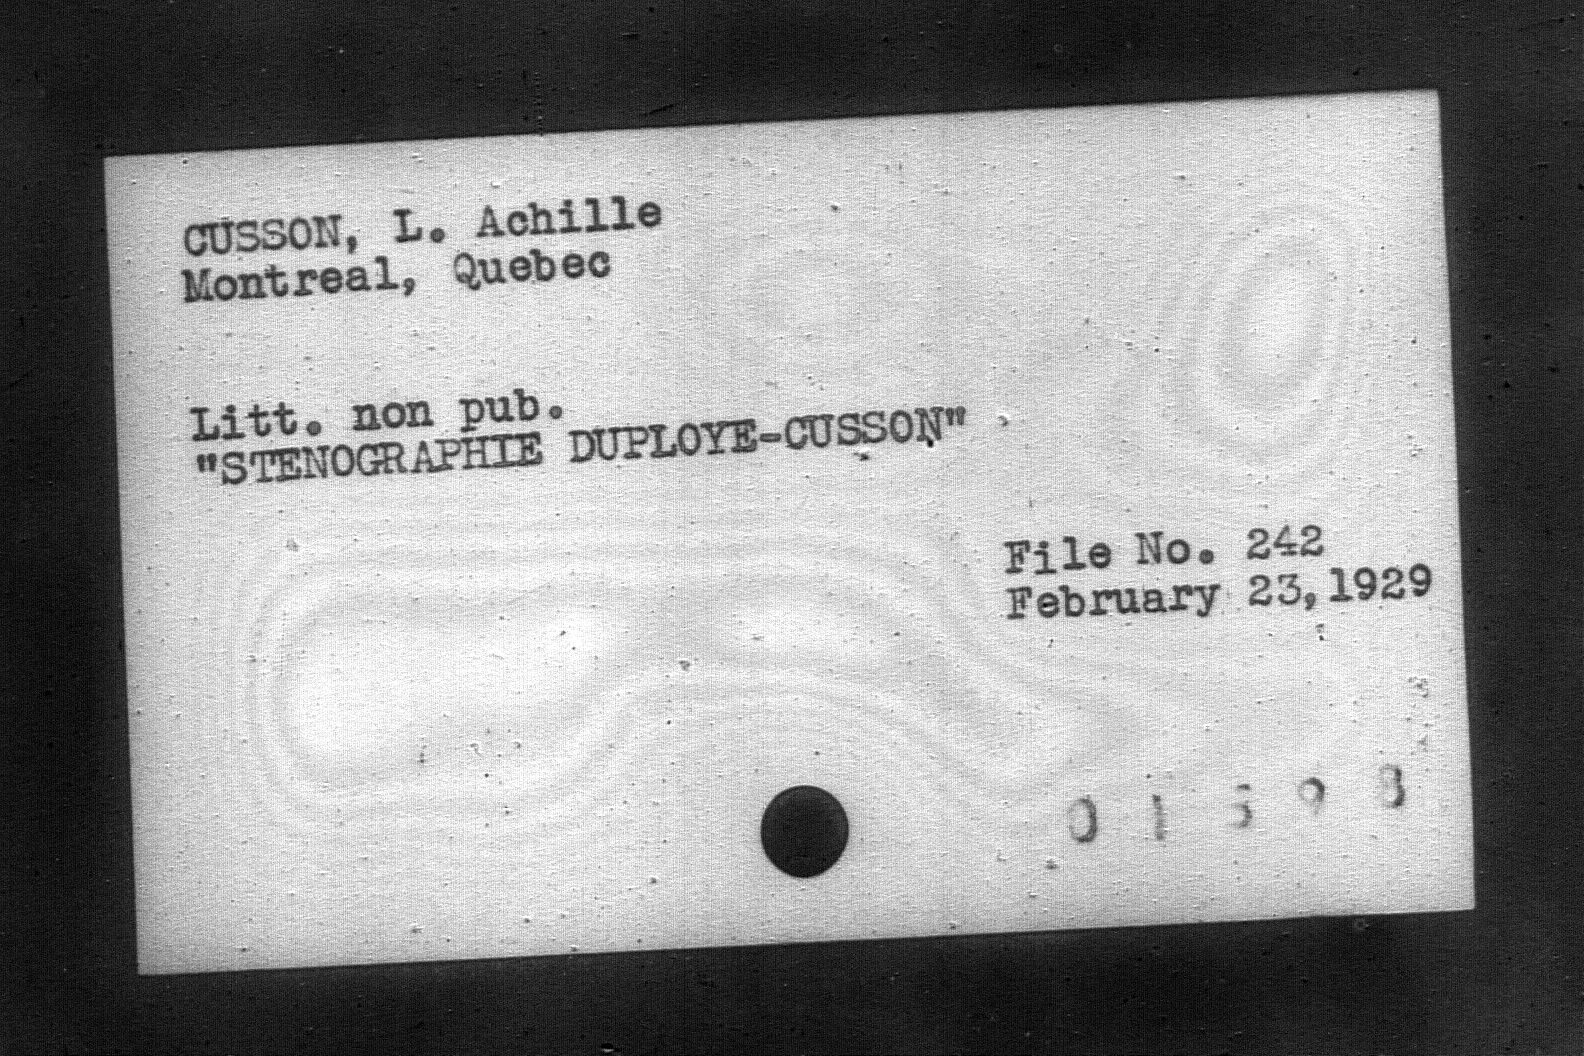 CUSSON, L. Achille
Montreal, Quebec
Litt. non pub.
"STENOGRAPHIE DUPLOYE-CUSSON"
File No. 242
February 23,1929